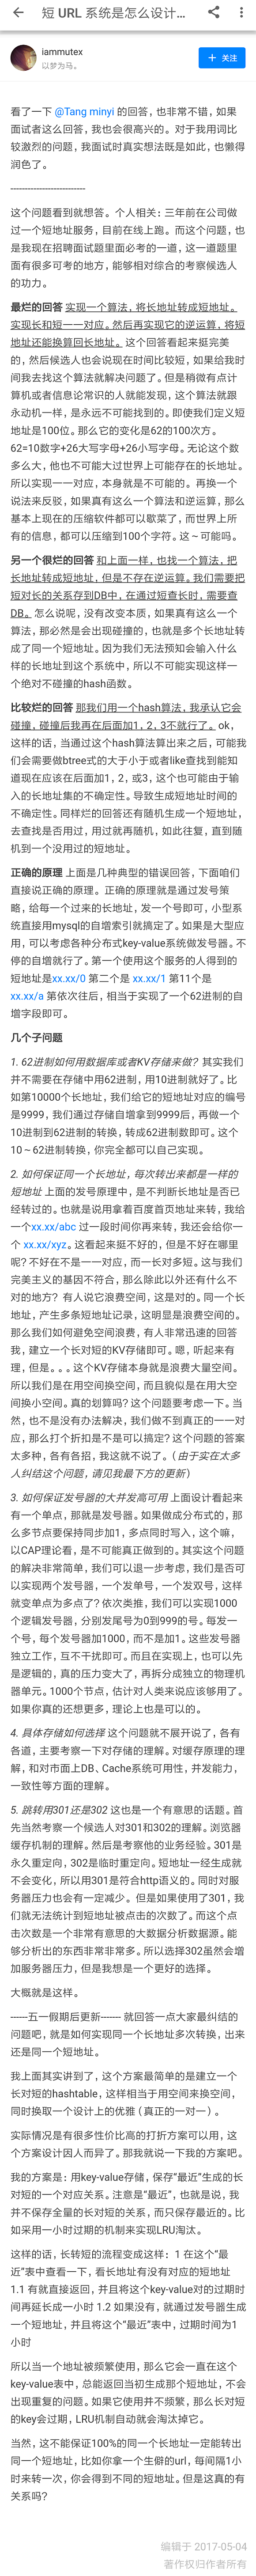 短 URL 系统是怎么设计...
iammutex
以梦为马。
＋ 关注
看了一下 @Tang minyi 的回答，也非常不错，如果
面试者这么回答，我也会很高兴的。对于我用词比
较激烈的问题，我面试时真实想法既是如此，也懒得
润色了。
--------------------------
这个问题看到就想答。个人相关：三年前在公司做
过一个短地址服务，目前在线上跑。而这个问题，也
是我现在招聘面试题里面必考的一道，这一道题里
面有很多可考的地方，能够相对综合的考察候选人
的功力。
最烂的回答 实现一个算法，将长地址转成短地址。
实现长和短一一对应。然后再实现它的逆运算，将短
地址还能换算回长地址。 这个回答看起来挺完美
的，然后候选人也会说现在时间比较短，如果给我时
间我去找这个算法就解决问题了。但是稍微有点计
算机或者信息论常识的人就能发现，这个算法就跟
永动机一样，是永远不可能找到的。即使我们定义短
地址是100位。那么它的变化是62的100次方。
62=10数字+26大写字母+26小写字母。无论这个数
多么大，他也不可能大过世界上可能存在的长地址。
所以实现一一对应，本身就是不可能的。再换一个
说法来反驳，如果真有这么一个算法和逆运算，那么
基本上现在的压缩软件都可以歇菜了，而世界上所
有的信息，都可以压缩到100个字符。这～可能吗。
另一个很烂的回答 和上面一样，也找一个算法，把
长地址转成短地址，但是不存在逆运算。我们需要把
短对长的关系存到DB中，在通过短查长时，需要查
DB。 怎么说呢，没有改变本质，如果真有这么一个
算法，那必然是会出现碰撞的，也就是多个长地址转
成了同一个短地址。因为我们无法预知会输入什么
样的长地址到这个系统中，所以不可能实现这样一
个绝对不碰撞的hash函数。
比较烂的回答 那我们用一个hash算法，我承认它会
碰撞，碰撞后我再在后面加1，2，3不就行了。 ok，
这样的话，当通过这个hash算法算出来之后，可能我
们会需要做btree式的大于小于或者like查找到能知
道现在应该在后面加1，2，或3，这个也可能由于输
入的长地址集的不确定性。导致生成短地址时间的
不确定性。同样烂的回答还有随机生成一个短地址，
去查找是否用过，用过就再随机，如此往复，直到随
机到一个没用过的短地址。
正确的原理 上面是几种典型的错误回答，下面咱们
直接说正确的原理。 正确的原理就是通过发号策
略，给每一个过来的长地址，发一个号即可，小型系
统直接用mysql的自增索引就搞定了。如果是大型应
用，可以考虑各种分布式key-value系统做发号器。不
停的自增就行了。第一个使用这个服务的人得到的
短地址是xx.xx/0 第二个是 xx.xx/1 第11个是
xx.xx/a 第依次往后，相当于实现了一个62进制的自
增字段即可。
几个子问题
1. 62进制如何用数据库或者KV存储来做？ 其实我们
并不需要在存储中用62进制，用10进制就好了。比
如第10000个长地址，我们给它的短地址对应的编号
是9999，我们通过存储自增拿到9999后，再做一个
10进制到62进制的转换，转成62进制数即可。这个
10～62进制转换，你完全都可以自己实现。
2. 如何保证同一个长地址，每次转出来都是一样的
短地址 上面的发号原理中，是不判断长地址是否已
经转过的。也就是说用拿着百度首页地址来转，我给
一个xx.xx/abc 过一段时间你再来转，我还会给你一
个 xx.xx/xyz。这看起来挺不好的，但是不好在哪里
呢？不好在不是一一对应，而一长对多短。这与我们
完美主义的基因不符合，那么除此以外还有什么不
对的地方？ 有人说它浪费空间，这是对的。同一个长
地址，产生多条短地址记录，这明显是浪费空间的。
那么我们如何避免空间浪费，有人非常迅速的回答
我，建立一个长对短的KV存储即可。嗯，听起来有
理，但是。。。这个KV存储本身就是浪费大量空间。
所以我们是在用空间换空间，而且貌似是在用大空
间换小空间。真的划算吗？这个问题要考虑一下。当
然，也不是没有办法解决，我们做不到真正的一一对
应，那么打个折扣是不是可以搞定？这个问题的答案
太多种，各有各招，我这就不说了。（由于实在太多
人纠结这个问题，请见我最下方的更新）
3. 如何保证发号器的大并发高可用 上面设计看起来
有一个单点，那就是发号器。如果做成分布式的，那
么多节点要保持同步加1，多点同时写入，这个嘛，
以CAP理论看，是不可能真正做到的。其实这个问题
的解决非常简单，我们可以退一步考虑，我们是否可
以实现两个发号器，一个发单号，一个发双号，这样
就变单点为多点了？依次类推，我们可以实现1000
个逻辑发号器，分别发尾号为0到999的号。每发一
个号，每个发号器加1000，而不是加1。这些发号器
独立工作，互不干扰即可。而且在实现上，也可以先
是逻辑的，真的压力变大了，再拆分成独立的物理机
器单元。1000个节点，估计对人类来说应该够用了。
如果你真的还想更多，理论上也是可以的。
4. 具体存储如何选择 这个问题就不展开说了，各有
各道，主要考察一下对存储的理解。对缓存原理的理
解，和对市面上DB、Cache系统可用性，并发能力，
一致性等方面的理解。
5. 跳转用301还是302 这也是一个有意思的话题。首
先当然考察一个候选人对301和302的理解。浏览器
缓存机制的理解。然后是考察他的业务经验。301是
永久重定向，302是临时重定向。短地址一经生成就
不会变化，所以用301是符合http语义的。同时对服
务器压力也会有一定减少。但是如果使用了301，我
们就无法统计到短地址被点击的次数了。而这个点
击次数是一个非常有意思的大数据分析数据源。能
够分析出的东西非常非常多。所以选择302虽然会增
加服务器压力，但是我想是一个更好的选择。
大概就是这样。
------五一假期后更新------- 就回答一点大家最纠结的
问题吧，就是如何实现同一个长地址多次转换，出来
还是同一个短地址。
我上面其实讲到了，这个方案最简单的是建立一个
长对短的hashtable，这样相当于用空间来换空间，
同时换取一个设计上的优雅（真正的一对一）。
实际情况是有很多性价比高的打折方案可以用，这
个方案设计因人而异了。那我就说一下我的方案吧。
我的方案是：用key-value存储，保存“最近”生成的长
对短的一个对应关系。注意是“最近”，也就是说，我
并不保存全量的长对短的关系，而只保存最近的。比
如采用一小时过期的机制来实现LRU淘汰。
这样的话，长转短的流程变成这样： 1 在这个“最
近”表中查看一下，看长地址有没有对应的短地址
1.1 有就直接返回，并且将这个key-value对的过期时
间再延长成一小时 1.2 如果没有，就通过发号器生成
一个短地址，并且将这个“最近”表中，过期时间为1
小时
所以当一个地址被频繁使用，那么它会一直在这个
key-value表中，总能返回当初生成那个短地址，不会
出现重复的问题。如果它使用并不频繁，那么长对短
的key会过期，LRU机制自动就会淘汰掉它。
当然，这不能保证100%的同一个长地址一定能转出
同一个短地址，比如你拿一个生僻的url，每间隔1小
时来转一次，你会得到不同的短地址。但是这真的有
关系吗？
编辑于 2017-05-04
著作权归作者所有